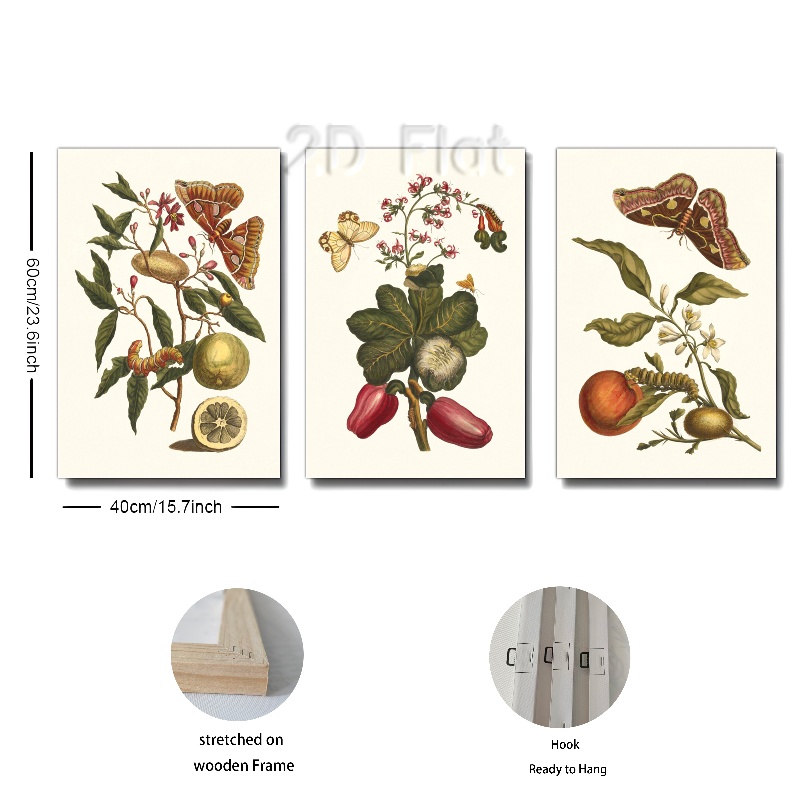 2D Flat
60cm/23.6inch
40cm/15.7inch
stretched on
wooden Frame
Hook
Ready to Hang